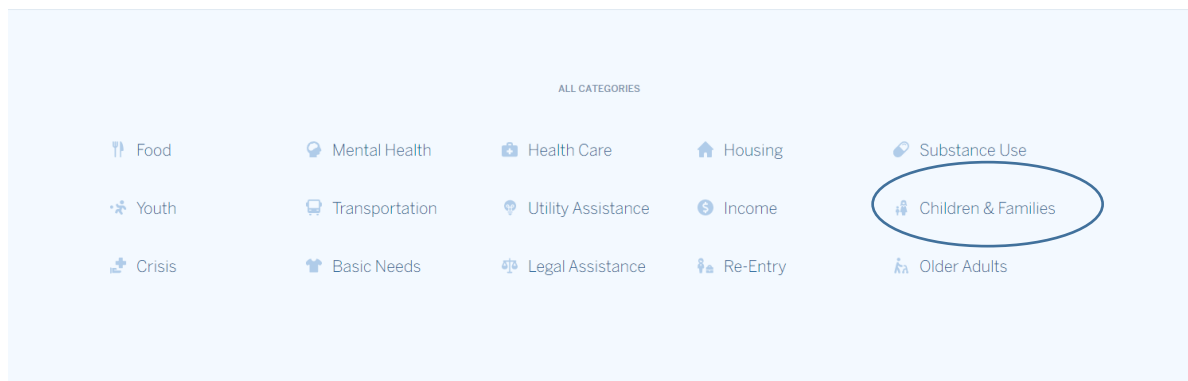 ALL CATEGORIES
Food Mental Health Health Care Housing Substance Use
Youth Transportation Utility Assistance Income Children & Families
Crisis Basic Needs Legal Assistance Re-Entry Older Adults